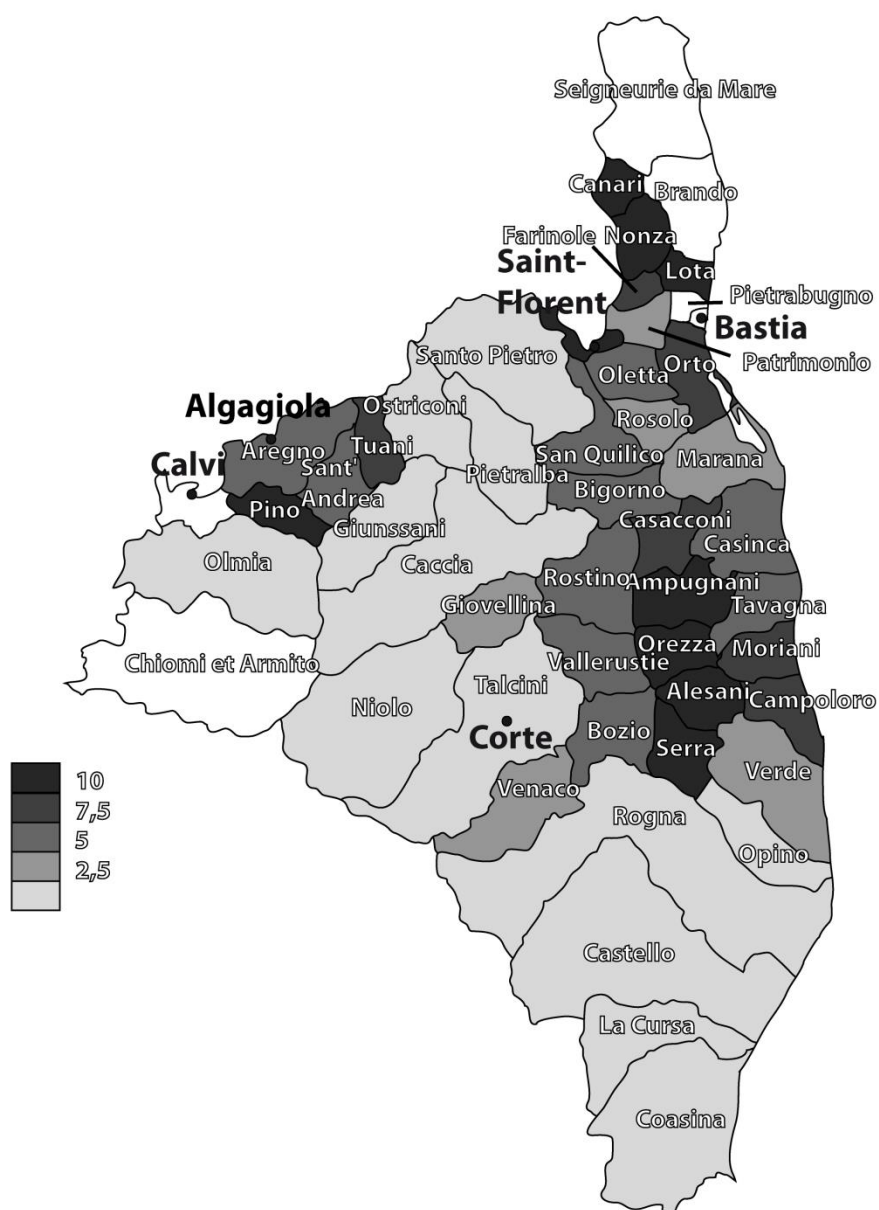 Seigneurie da Mare
Canari
Brando
Farinole
Nonza
Saint-
Florent
Lota
Pietrabugno
Bastia
Patrimonio
Santo Pietro
Oletta
Orto
Algagiola
Ostriconi
Rosolo
Aregno
Tuani
Calvi
Sant'
Andrea
San Quilico
Marana
Pietralba
Bigorno
Pino
Giunssani
Casacconi
Casinca
Olmia
Caccia
Rostino
Ampugnani
Giovellina
Tavagna
Chiomi et Armito
Vallerustie
Orezza
Moriani
Niolo
Talcini
Alesani
Campoloro
Corte
Bozio
Serra
Verde
Venaco
Rogna
Opino
10
7,5
5
2,5
Castello
La Cursa
Coasina